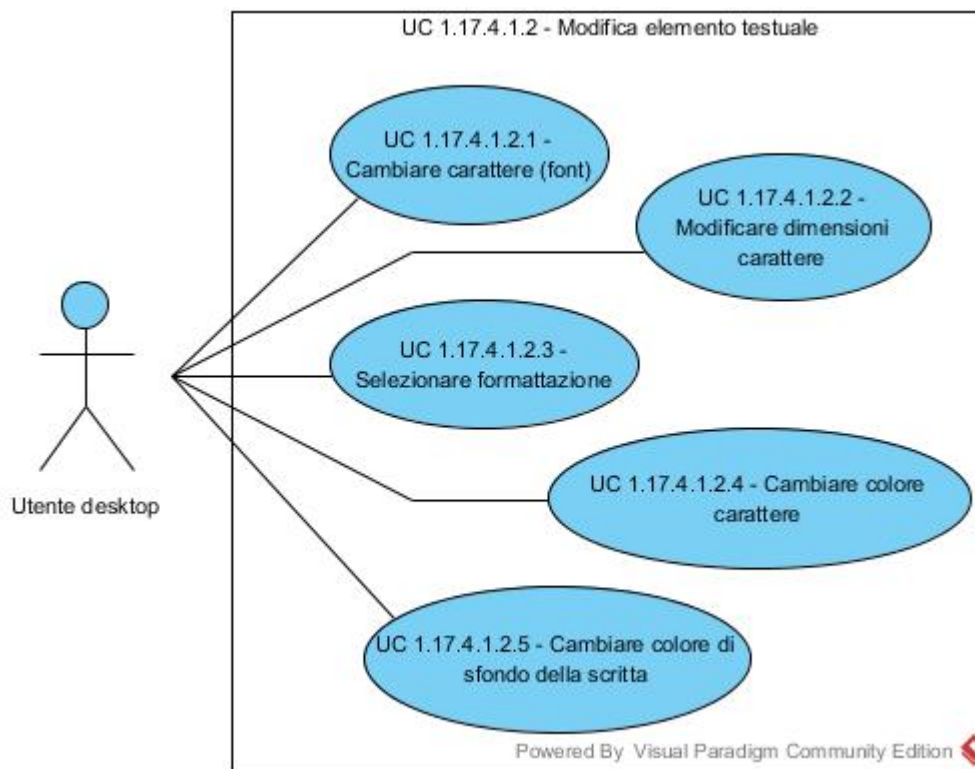 UC 1.17.4.1.2 - Modifica elemento testuale
UC 1.17.4.1.2.1 -
Cambiare carattere (font)
UC 1.17.4.1.2.2 -
Modificare dimensioni
carattere
UC 1.17.4.1.2.3 -
Selezionare formattazione
UC 1.17.4.1.2.4 - Cambiare colore
carattere
Utente desktop
UC 1.17.4.1.2.5 - Cambiare colore di
sfondo della scritta
Powered By Visual Paradigm Community Edition